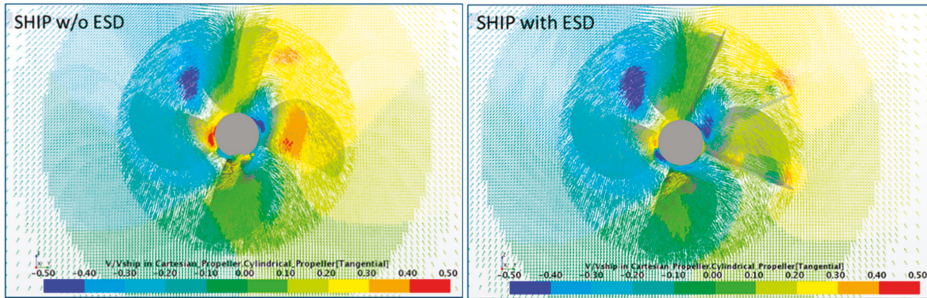 SHIP w/o ESD
V/Vship in Cartesian_Propeller.Cylindrical_Propeller[Tangential]
-0.50 -0.40 -0.30 -0.20 -0.10 0.00 0.10 0.20 0.30 0.40 0.50
SHIP with ESD
V/Vship in Cartesian_Propeller.Cylindrical_Propeller[Tangential]
-0.50 -0.40 -0.30 -0.20 -0.10 0.00 0.10 0.20 0.30 0.40 0.50